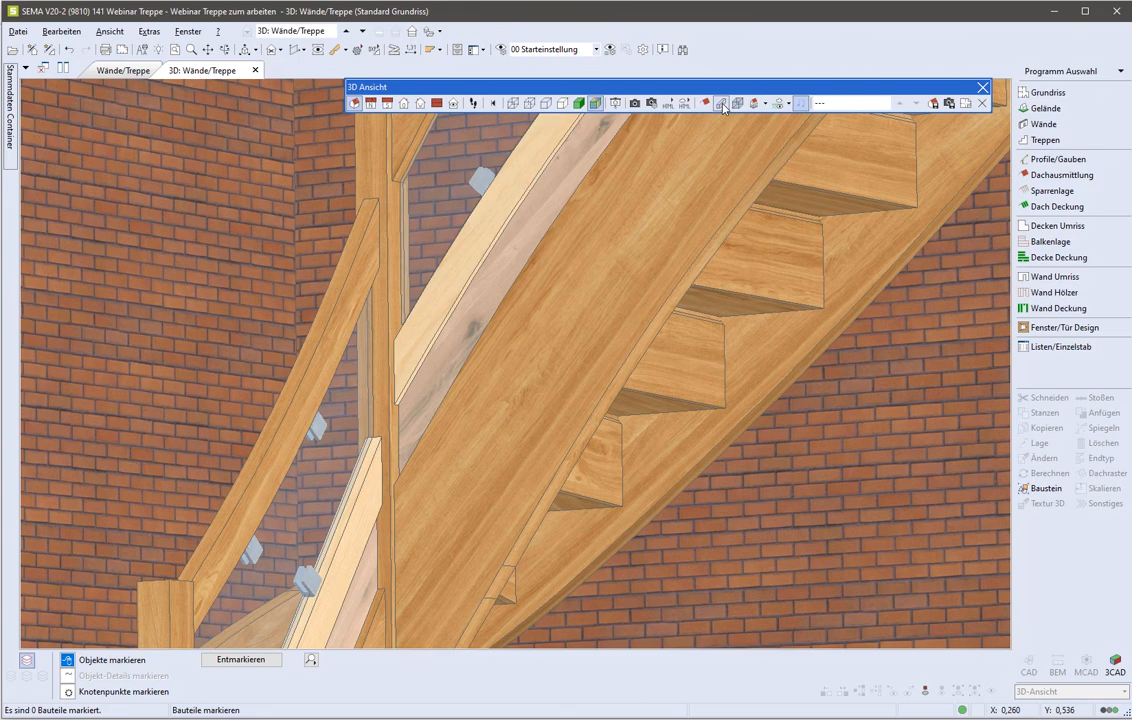 SEMA V20-2 (9810) 141 Webinar Treppe - Webinar Treppe zum arbeiten - 3D: Wände/Treppe (Standard Grundriss)
Datei Bearbeiten Ansicht Extras Fenster ? 3D: Wände/Treppe
00 Starteinstellung
Wände/Treppe 3D: Wände/Treppe
Stammdaten Container
3D Ansicht
---
HTML HTML
Programm Auswahl
Grundriss
Gelände
Wände
Treppen
Profile/Gauben
Dachausmittlung
Sparrenlage
Dach Deckung
Decken Umriss
Balkenlage
Decke Deckung
Wand Umriss
Wand Hölzer
Wand Deckung
Fenster/Tür Design
Listen/Einzelstab
Schneiden Stoßen
Stanzen Anfügen
Kopieren Spiegeln
Lage Löschen
Ändern Endtyp
Berechnen Dachraster
Baustein Skalieren
Textur 3D Sonstiges
Objekte markieren Entmarkieren
Objekt-Details markieren
Knotenpunkte markieren
CAD BEM MCAD 3CAD
3D-Ansicht
Es sind 0 Bauteile markiert. Bauteile markieren X: 0,260 Y: 0,536